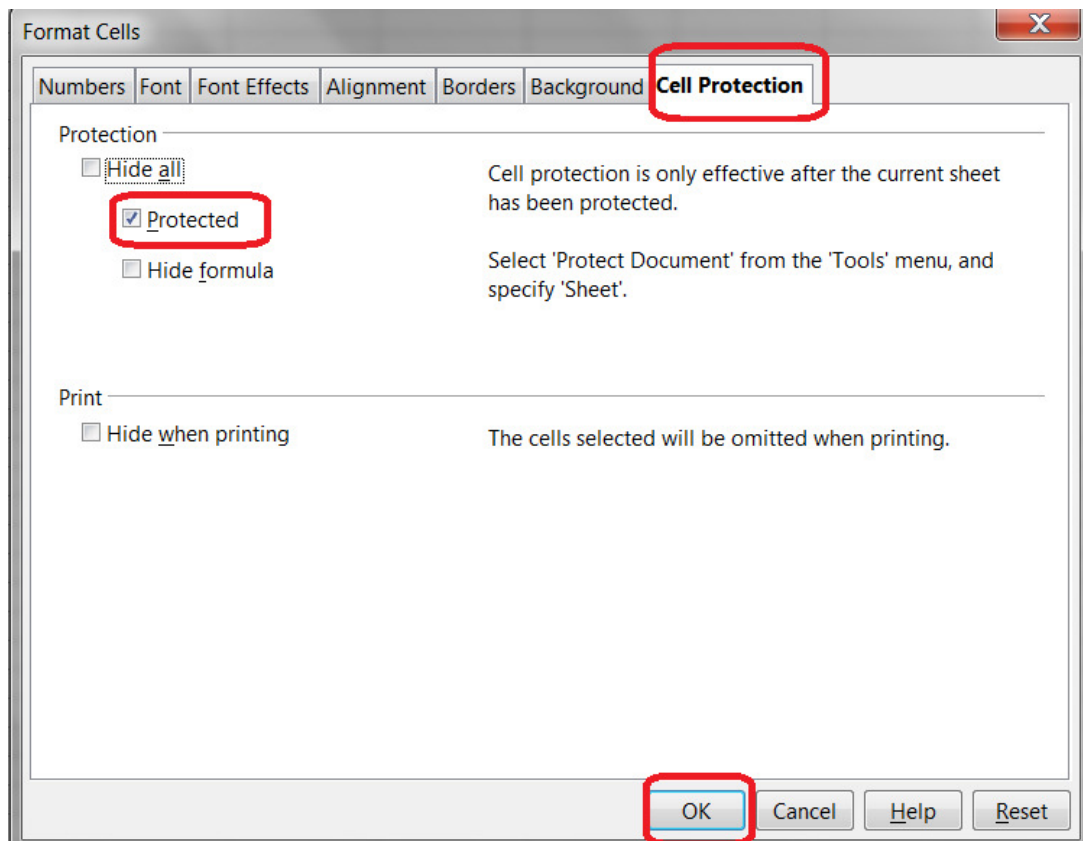 Format Cells
X
Numbers Font Font Effects Alignment Borders Background Cell Protection
Protection
Hide all
Cell protection is only effective after the current sheet
has been protected.
Protected
Hide formula
Select 'Protect Document' from the 'Tools' menu, and
specify 'Sheet'.
Print
Hide when printing
The cells selected will be omitted when printing.
OK Cancel Help Reset